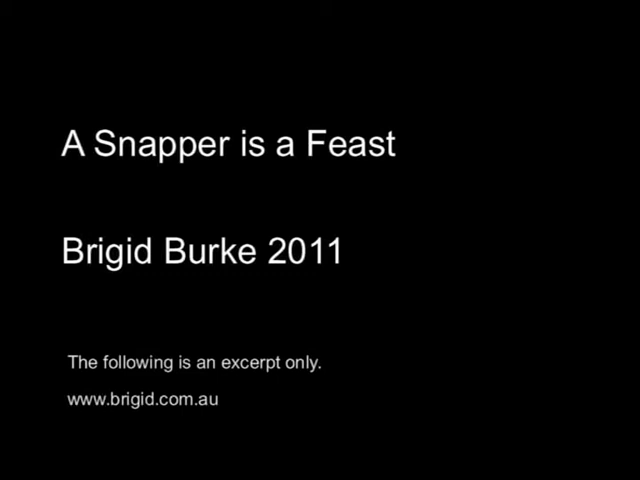 A Snapper is a Feast
Brigid Burke 2011
The following is an excerpt only.
www.brigid.com.au